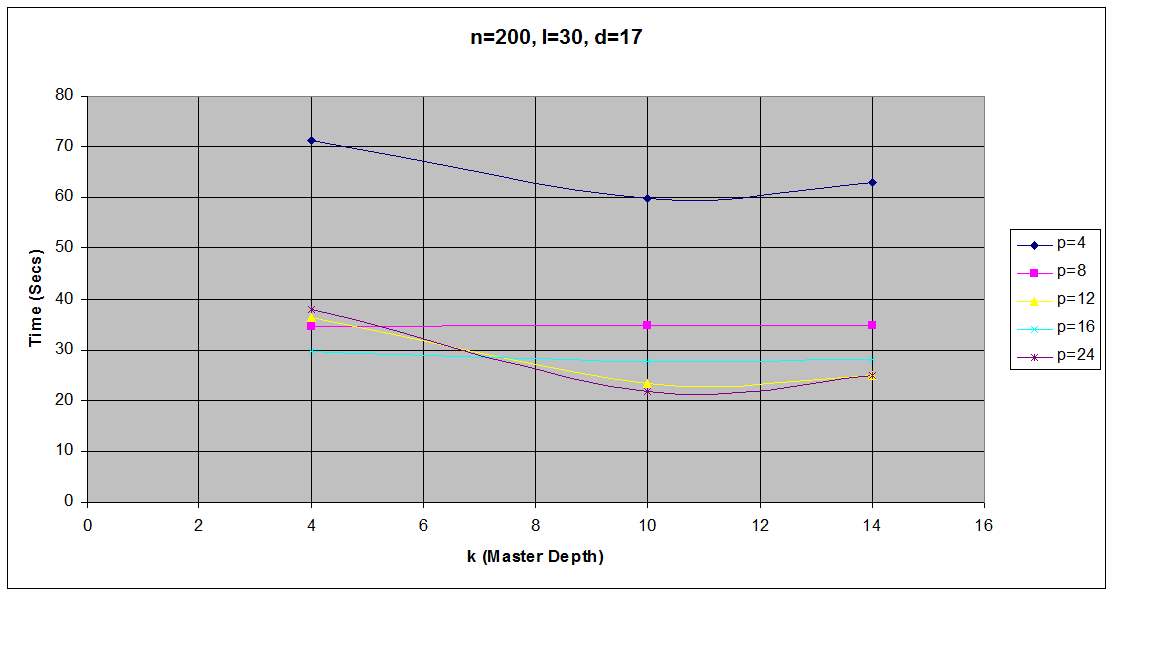 n=200, l=30, d=17
80
70
60
50
40
30
20
10
0
Time (Secs)
0 2 4 6 8 10 12 14 16
k (Master Depth)
p=4
p=8
p=12
p=16
p=24